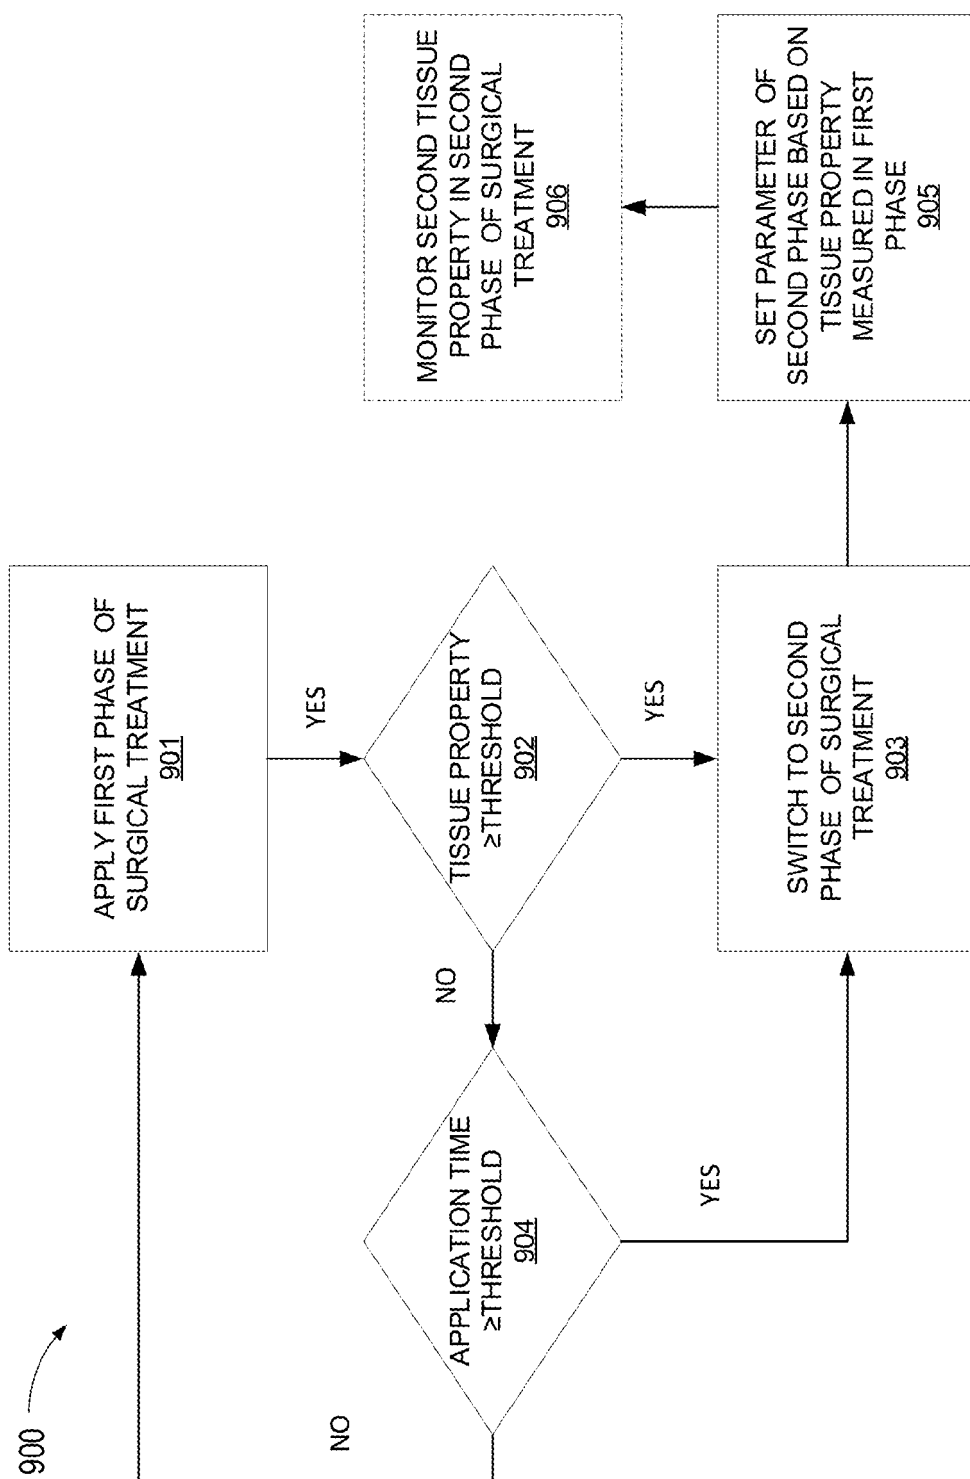 900
APPLY FIRST PHASE OF
SURGICAL TREATMENT
901
YES
TISSUE PROPERTY
≥THRESHOLD
902
NO
YES
APPLICATION TIME
≥THRESHOLD
904
NO
YES
SWITCH TO SECOND
PHASE OF SURGICAL
TREATMENT
903
SET PARAMETER OF
SECOND PHASE BASED ON
TISSUE PROPERTY
MEASURED IN FIRST
PHASE
905
MONITOR SECOND TISSUE
PROPERTY IN SECOND
PHASE OF SURGICAL
TREATMENT
906